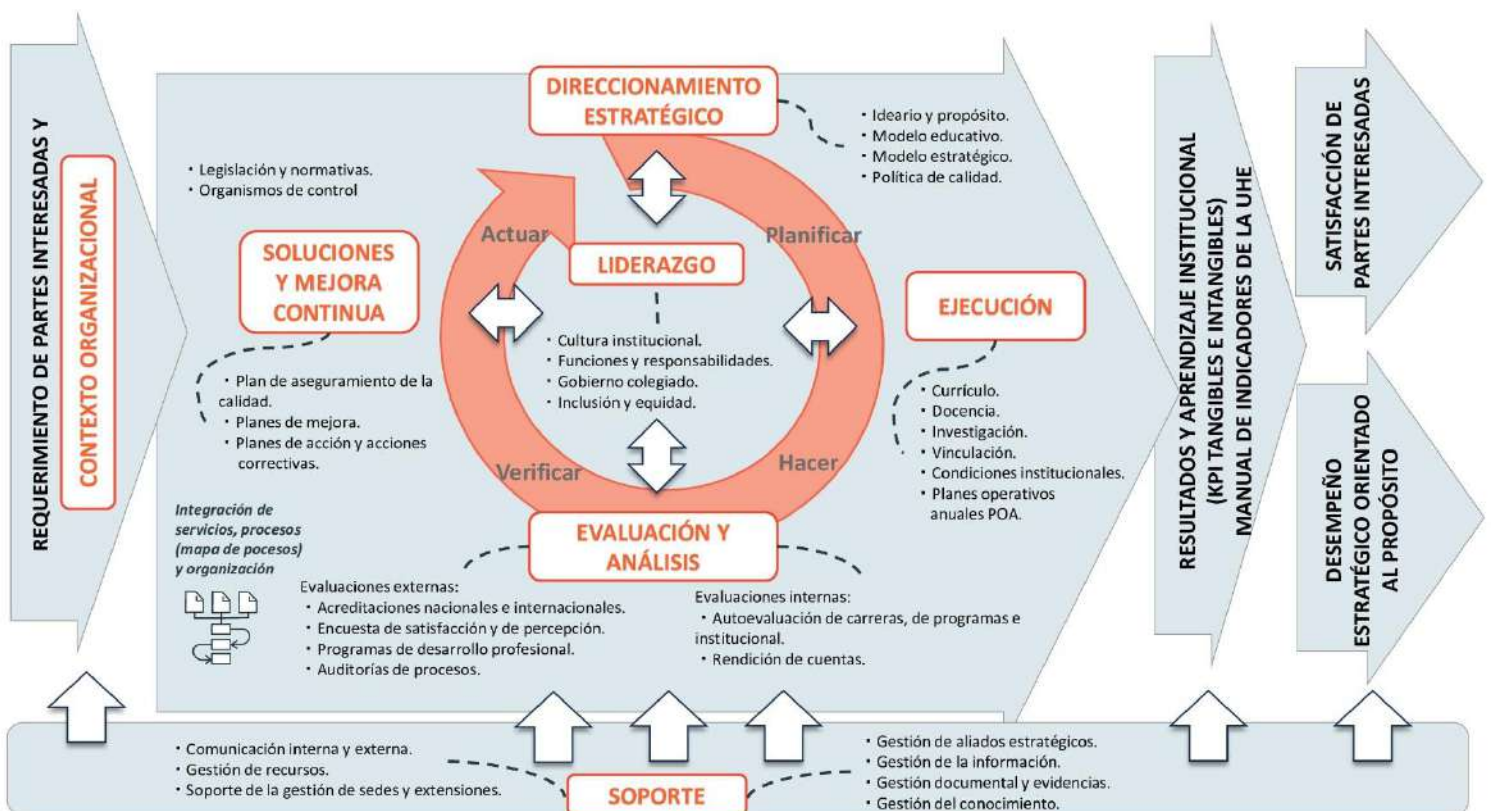 REQUERIMIENTO DE PARTES INTERESADAS Y
CONTEXTO ORGANIZACIONAL
DIRECCIONAMIENTO
ESTRATÉGICO
• Ideario y propósito.
• Modelo educativo.
• Modelo estratégico.
• Política de calidad.
• Legislación y normativas.
• Organismos de control
Actuar
Planificar
SOLUCIONES
Y MEJORA
CONTINUA
LIDERAZGO
EJECUCIÓN
• Cultura institucional.
• Funciones y responsabilidades.
• Gobierno colegiado.
• Inclusión y equidad.
• Plan de aseguramiento de la
calidad.
• Planes de mejora.
• Planes de acción y acciones
correctivas.
• Currículo.
• Docencia.
• Investigación.
• Vinculación.
• Condiciones institucionales.
• Planes operativos
anuales POA.
Verificar
Hacer
Integración de
servicios, procesos
(mapa de pocesos)
y organización
EVALUACIÓN Y
ANÁLISIS
Evaluaciones externas:
• Acreditaciones nacionales e internacionales.
• Encuesta de satisfacción y de percepción.
• Programas de desarrollo profesional.
• Auditorías de procesos.
Evaluaciones internas:
• Autoevaluación de carreras, de programas e
institucional.
• Rendición de cuentas.
RESULTADOS Y APRENDIZAJE INSTITUCIONAL
(KPI TANGIBLES E INTANGIBLES)
MANUAL DE INDICADORES DE LA UHE
SATISFACCIÓN DE
PARTES INTERESADAS
DESEMPEÑO
ESTRATÉGICO ORIENTADO
AL PROPÓSITO
• Comunicación interna y externa.
• Gestión de recursos.
• Soporte de la gestión de sedes y extensiones.
SOPORTE
• Gestión de aliados estratégicos.
• Gestión de la información.
• Gestión documental y evidencias.
• Gestión del conocimiento.